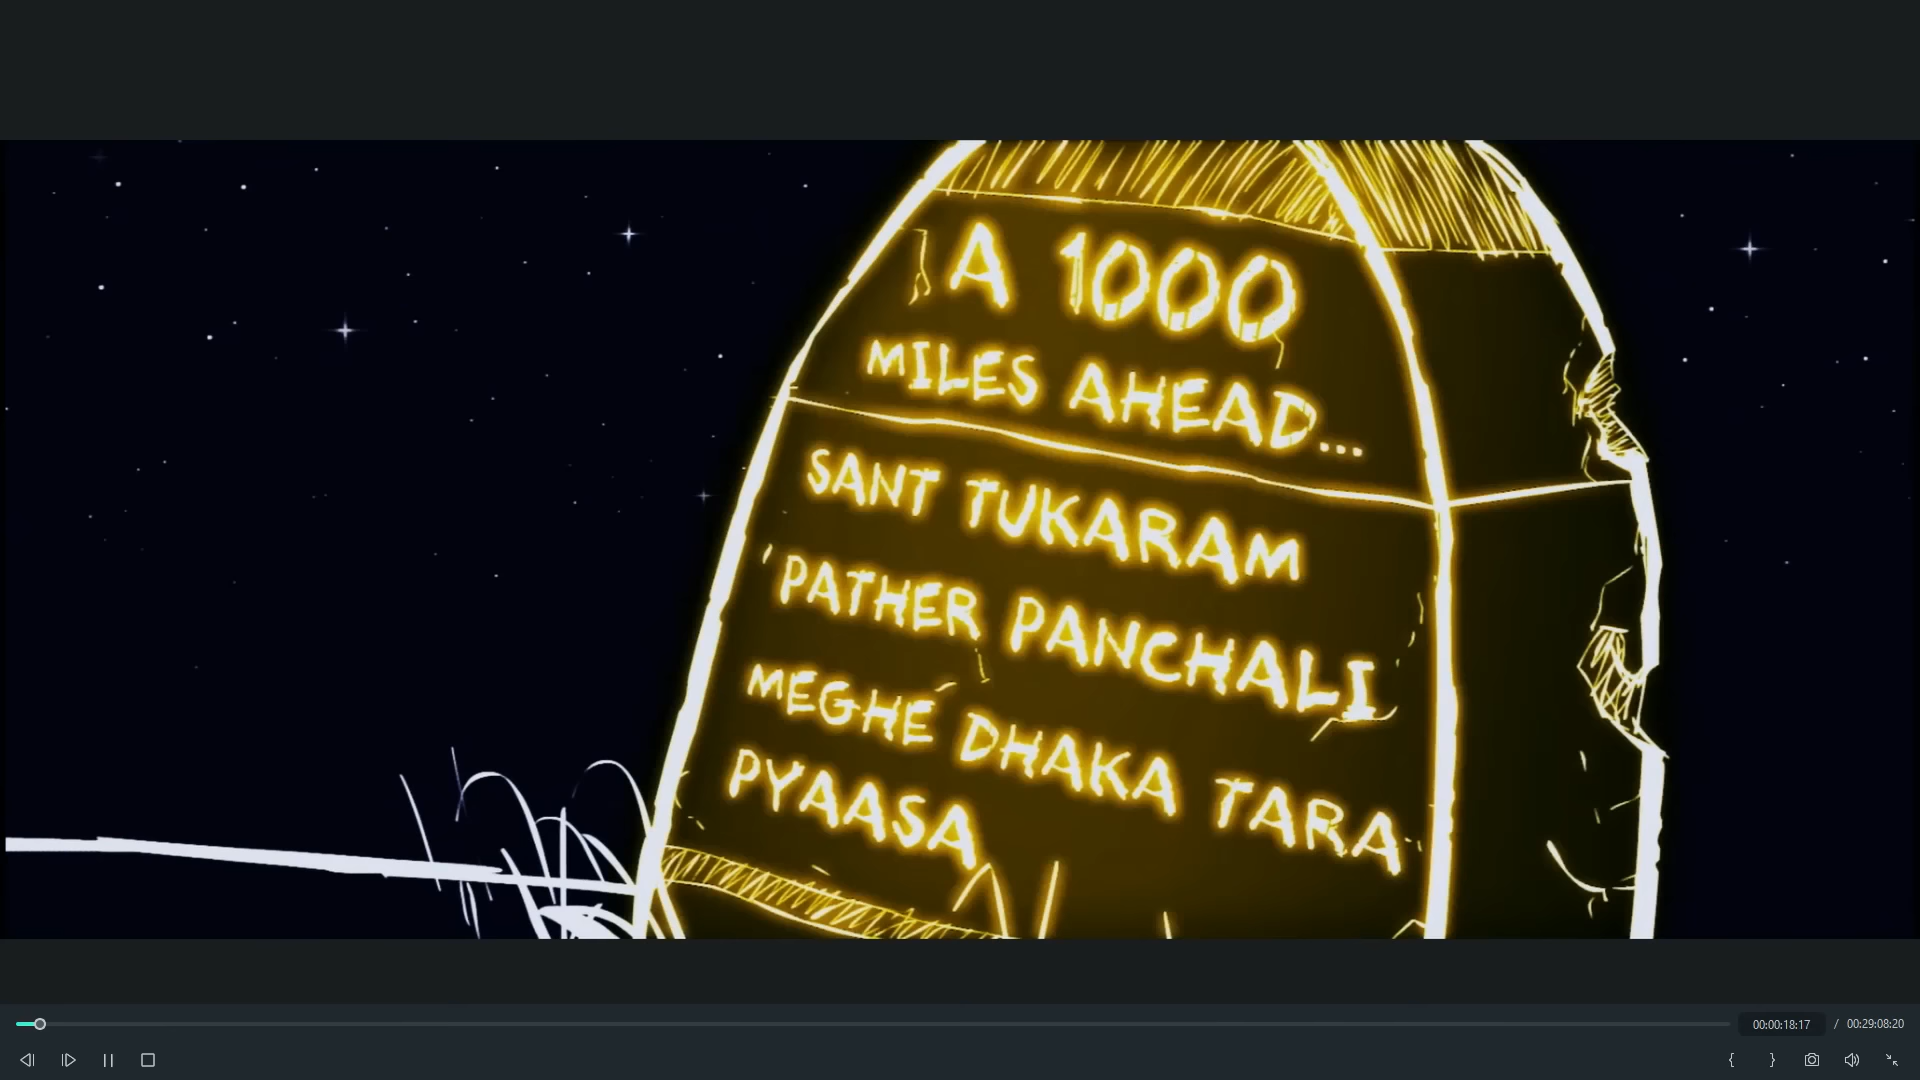 A 1000
MILES AHEAD...
SANT TUKARAM
PATHER PANCHALI
MEGHE DHAKA TARA
PYAASA
00:00:18:17 / 00:29:08:20